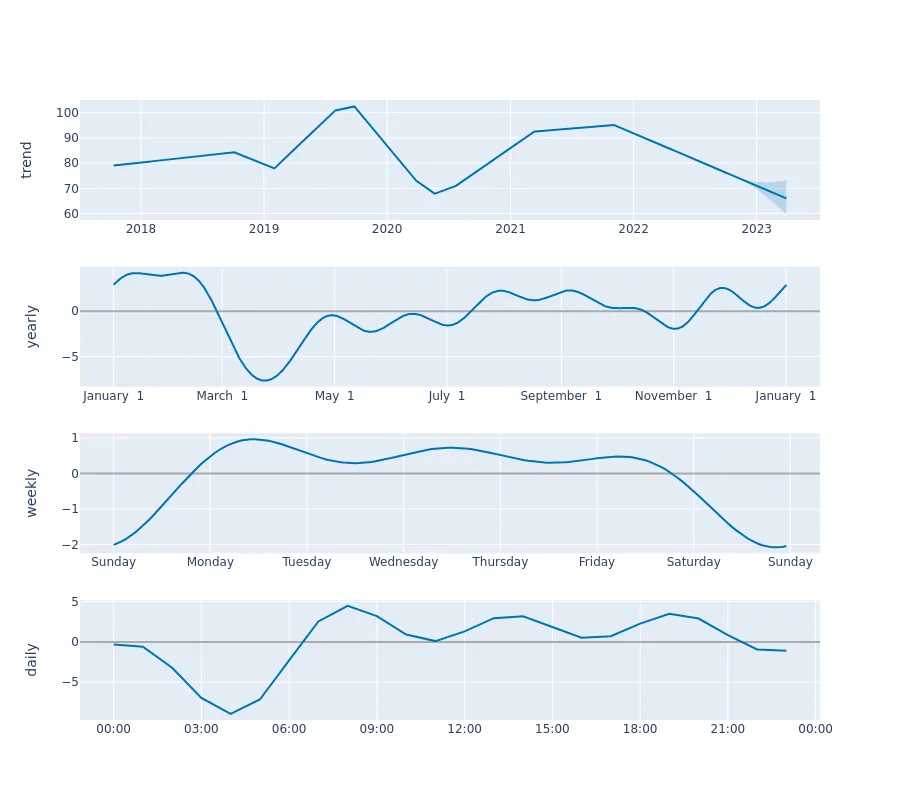 trend
100
90
80
70
60
2018 2019 2020 2021 2022 2023
yearly
0
−5
January 1 March 1 May 1 July 1 September 1 November 1 January 1
weekly
1
0
−1
−2
Sunday Monday Tuesday Wednesday Thursday Friday Saturday Sunday
daily
5
0
−5
00:00 03:00 06:00 09:00 12:00 15:00 18:00 21:00 00:00